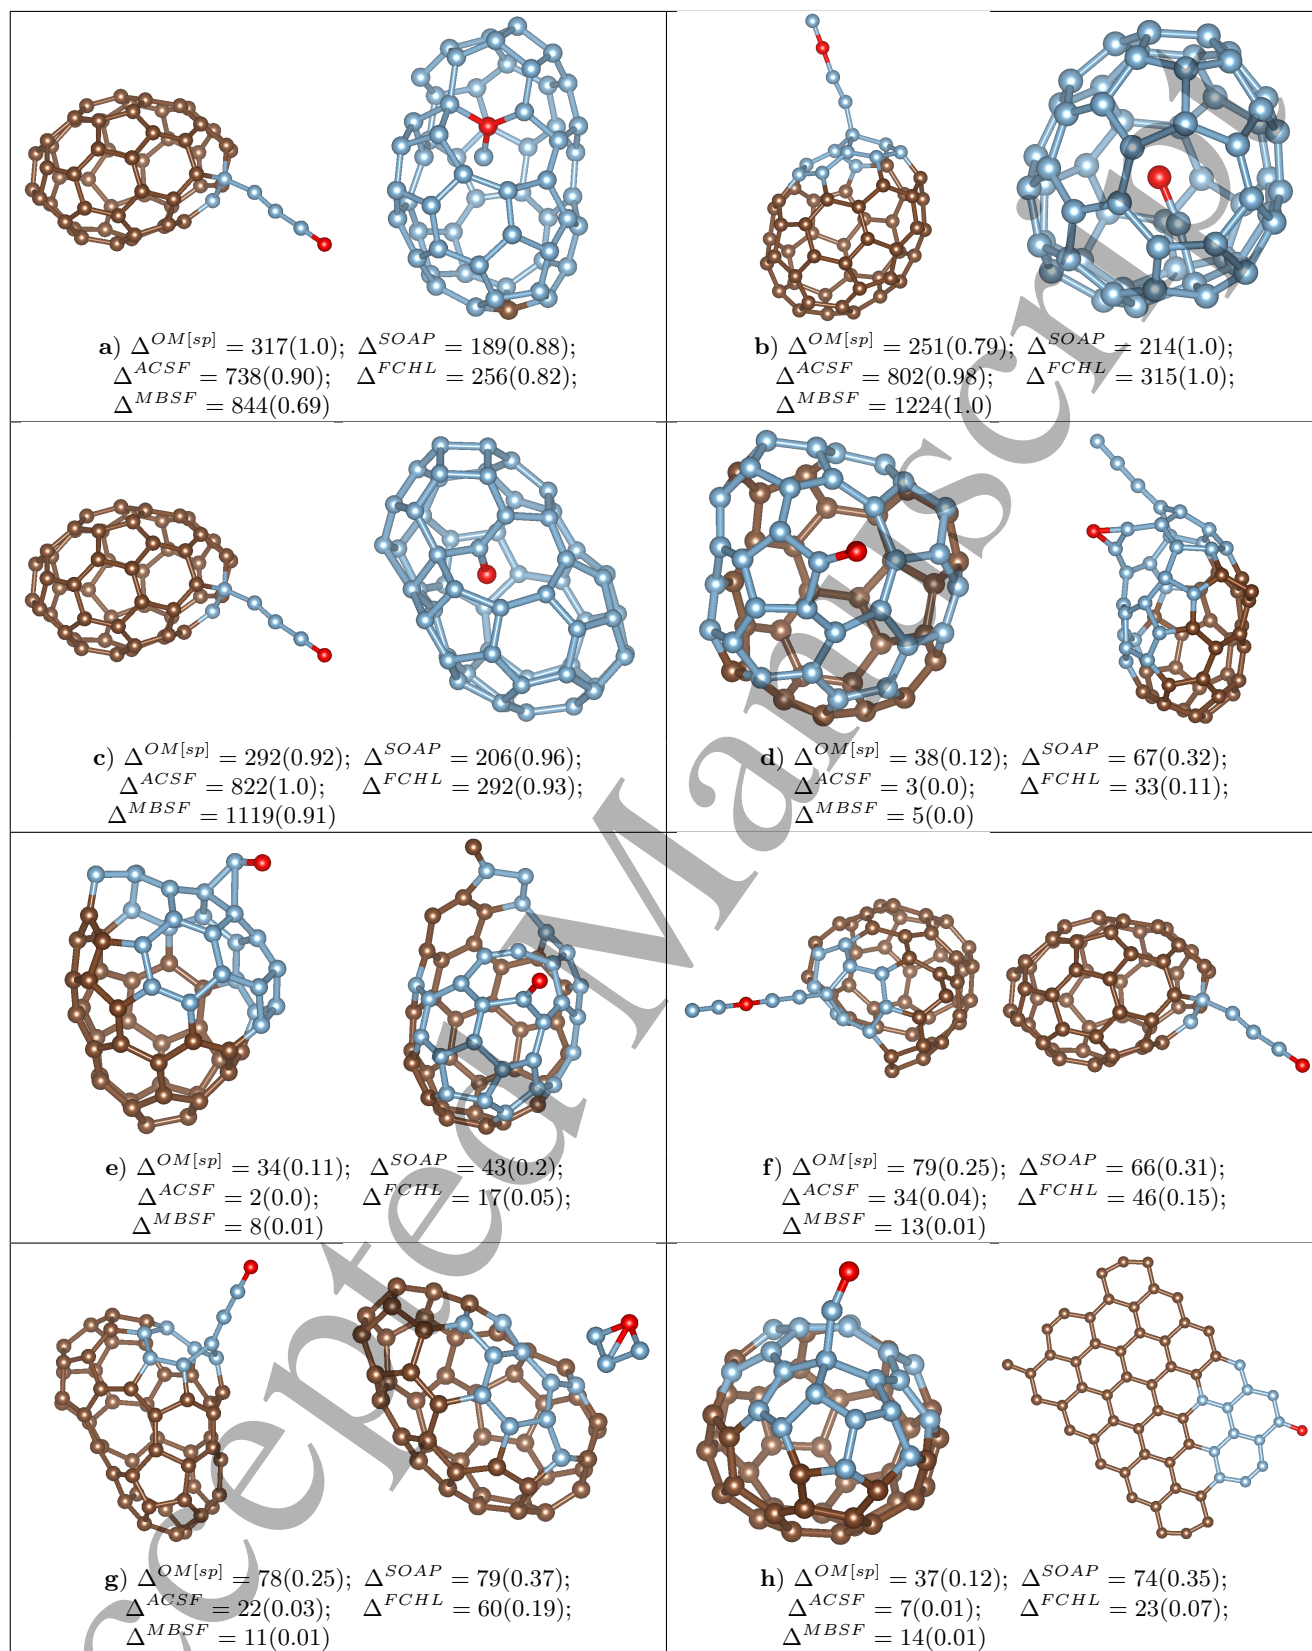 a) Δ^{OM[sp]} = 317(1.0); Δ^{SOAP} = 189(0.88);
Δ^{ACSF} = 738(0.90); Δ^{FCHL} = 256(0.82);
Δ^{MBSF} = 844(0.69)
b) Δ^{OM[sp]} = 251(0.79); Δ^{SOAP} = 214(1.0);
Δ^{ACSF} = 802(0.98); Δ^{FCHL} = 315(1.0);
Δ^{MBSF} = 1224(1.0)
c) Δ^{OM[sp]} = 292(0.92); Δ^{SOAP} = 206(0.96);
Δ^{ACSF} = 822(1.0); Δ^{FCHL} = 292(0.93);
Δ^{MBSF} = 1119(0.91)
d) Δ^{OM[sp]} = 38(0.12); Δ^{SOAP} = 67(0.32);
Δ^{ACSF} = 3(0.0); Δ^{FCHL} = 33(0.11);
Δ^{MBSF} = 5(0.0)
e) Δ^{OM[sp]} = 34(0.11); Δ^{SOAP} = 43(0.2);
Δ^{ACSF} = 2(0.0); Δ^{FCHL} = 17(0.05);
Δ^{MBSF} = 8(0.01)
f) Δ^{OM[sp]} = 79(0.25); Δ^{SOAP} = 66(0.31);
Δ^{ACSF} = 34(0.04); Δ^{FCHL} = 46(0.15);
Δ^{MBSF} = 13(0.01)
g) Δ^{OM[sp]} = 78(0.25); Δ^{SOAP} = 79(0.37);
Δ^{ACSF} = 22(0.03); Δ^{FCHL} = 60(0.19);
Δ^{MBSF} = 11(0.01)
h) Δ^{OM[sp]} = 37(0.12); Δ^{SOAP} = 74(0.35);
Δ^{ACSF} = 7(0.01); Δ^{FCHL} = 23(0.07);
Δ^{MBSF} = 14(0.01)
ccepted Manuscript